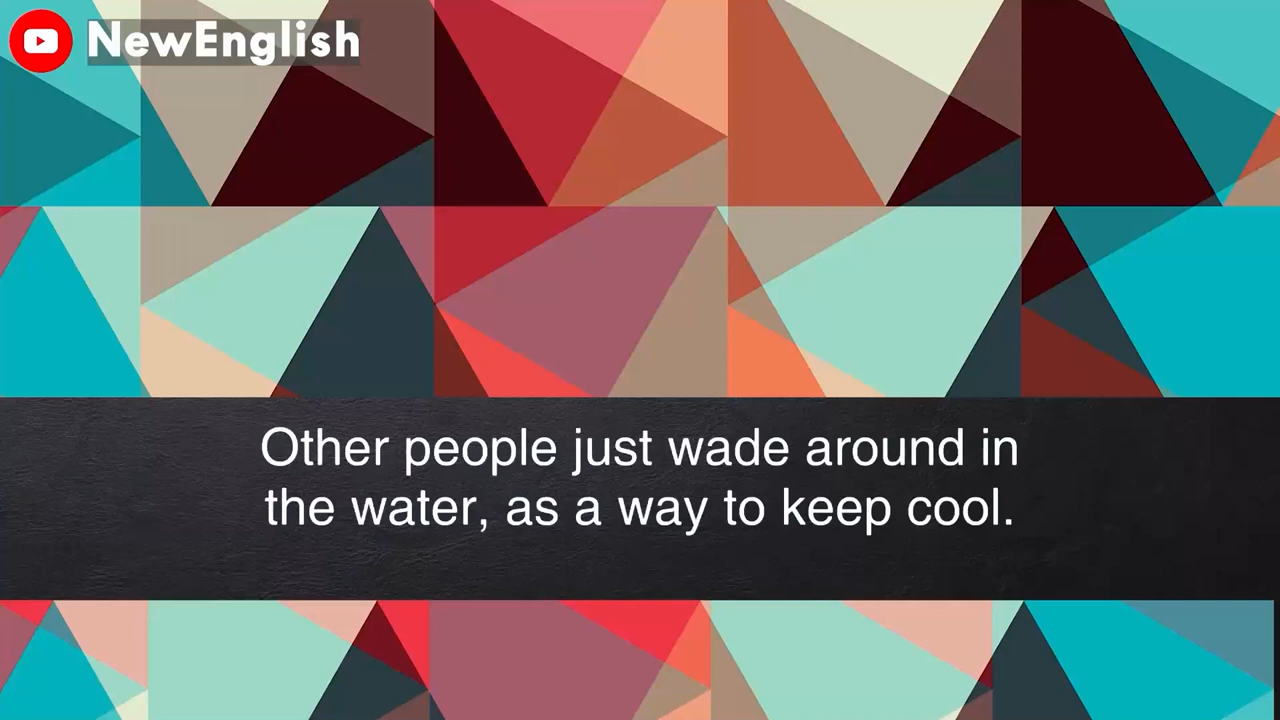 NewEnglish
Other people just wade around in
the water, as a way to keep cool.